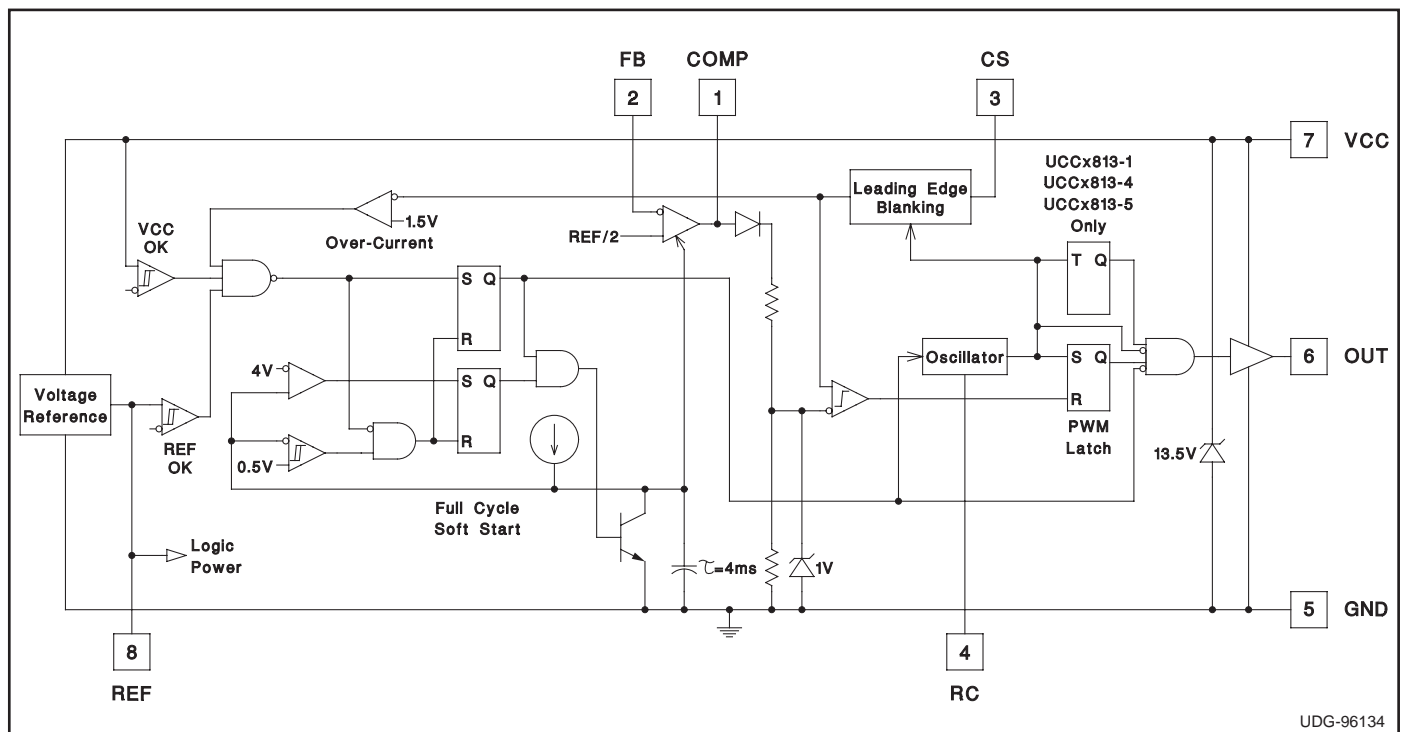 FB
COMP
CS
2
1
3
7
VCC
UCCx813-1
UCCx813-4
UCCx813-5
Only
Leading Edge
Blanking
1.5V
Over-Current
VCC
OK
REF/2
T Q
S Q
R
Oscillator
S Q
R
PWM
Latch
6
OUT
4V
S Q
R
Voltage
Reference
REF
OK
0.5V
13.5V
Full Cycle
Soft Start
Logic
Power
τ=4ms
1V
5
GND
8
REF
4
RC
UDG-96134